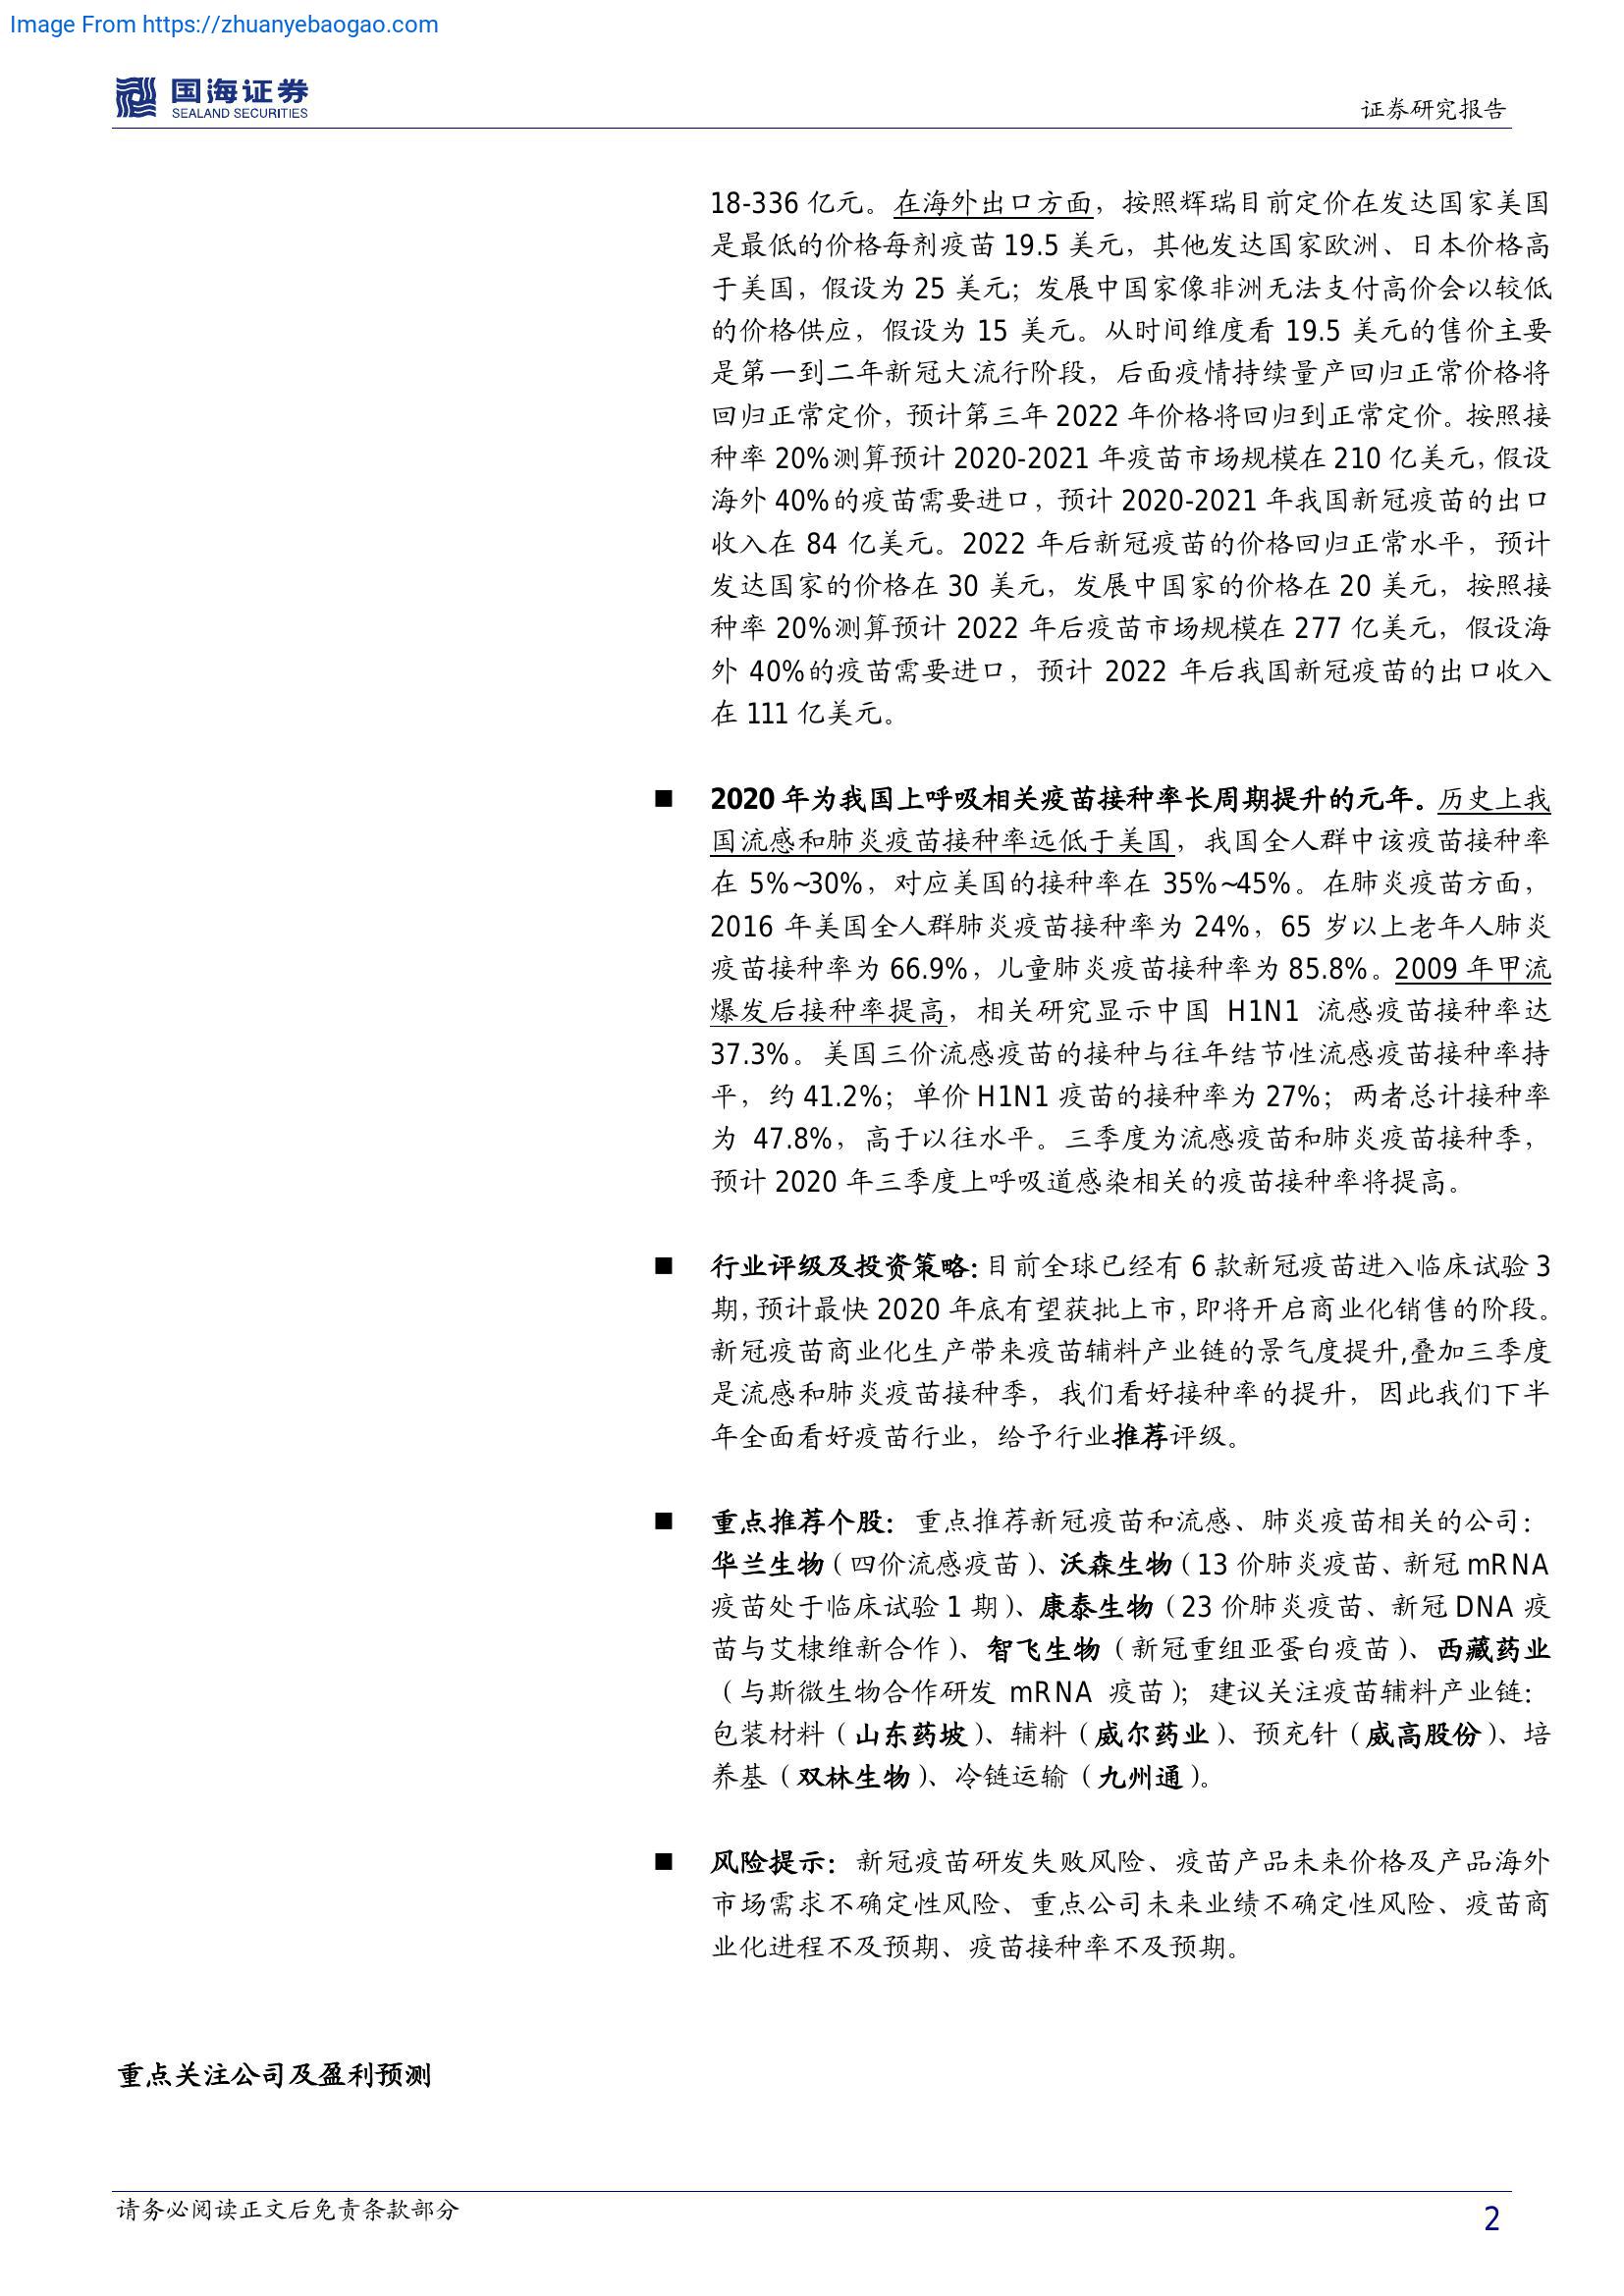 Image From https://zhuanyebaogao.com
国海证券
SEALAND SECURITIES
证券研究报告
18-336 亿元。在海外出口方面，按照辉瑞目前定价在发达国家美国
是最低的价格每剂疫苗 19.5 美元，其他发达国家欧洲、日本价格高
于美国，假设为 25 美元；发展中国家像非洲无法支付高价会以较低
的价格供应，假设为 15 美元。从时间维度看 19.5 美元的售价主要
是第一到二年新冠大流行阶段，后面疫情持续量产回归正常价格将
回归正常定价，预计第三年 2022 年价格将回归到正常定价。按照接
种率 20%测算预计 2020-2021 年疫苗市场规模在 210 亿美元，假设
海外 40%的疫苗需要进口，预计 2020-2021 年我国新冠疫苗的出口
收入在 84 亿美元。2022 年后新冠疫苗的价格回归正常水平，预计
发达国家的价格在 30 美元，发展中国家的价格在 20 美元，按照接
种率 20%测算预计 2022 年后疫苗市场规模在 277 亿美元，假设海
外 40%的疫苗需要进口，预计 2022 年后我国新冠疫苗的出口收入
在 111 亿美元。
■ 2020 年为我国上呼吸相关疫苗接种率长周期提升的元年。历史上我
国流感和肺炎疫苗接种率远低于美国，我国全人群中该疫苗接种率
在 5%~30%，对应美国的接种率在 35%~45%。在肺炎疫苗方面，
2016 年美国全人群肺炎疫苗接种率为 24%，65 岁以上老年人肺炎
疫苗接种率为 66.9%，儿童肺炎疫苗接种率为 85.8%。2009 年甲流
爆发后接种率提高，相关研究显示中国 H1N1 流感疫苗接种率达
37.3%。美国三价流感疫苗的接种与往年结节性流感疫苗接种率持
平，约 41.2%；单价 H1N1 疫苗的接种率为 27%；两者总计接种率
为 47.8%，高于以往水平。三季度为流感疫苗和肺炎疫苗接种季，
预计 2020 年三季度上呼吸道感染相关的疫苗接种率将提高。
■ 行业评级及投资策略：目前全球已经有 6 款新冠疫苗进入临床试验 3
期，预计最快 2020 年底有望获批上市，即将开启商业化销售的阶段。
新冠疫苗商业化生产带来疫苗辅料产业链的景气度提升,叠加三季度
是流感和肺炎疫苗接种季，我们看好接种率的提升，因此我们下半
年全面看好疫苗行业，给予行业推荐评级。
■ 重点推荐个股：重点推荐新冠疫苗和流感、肺炎疫苗相关的公司：
华兰生物（四价流感疫苗）、沃森生物（13 价肺炎疫苗、新冠 mRNA
疫苗处于临床试验 1 期）、康泰生物（23 价肺炎疫苗、新冠 DNA 疫
苗与艾棣维新合作）、智飞生物（新冠重组亚蛋白疫苗）、西藏药业
（与斯微生物合作研发 mRNA 疫苗）；建议关注疫苗辅料产业链：
包装材料（山东药坡）、辅料（威尔药业）、预充针（威高股份）、培
养基（双林生物）、冷链运输（九州通）。
■ 风险提示：新冠疫苗研发失败风险、疫苗产品未来价格及产品海外
市场需求不确定性风险、重点公司未来业绩不确定性风险、疫苗商
业化进程不及预期、疫苗接种率不及预期。
重点关注公司及盈利预测
请务必阅读正文后免责条款部分
2